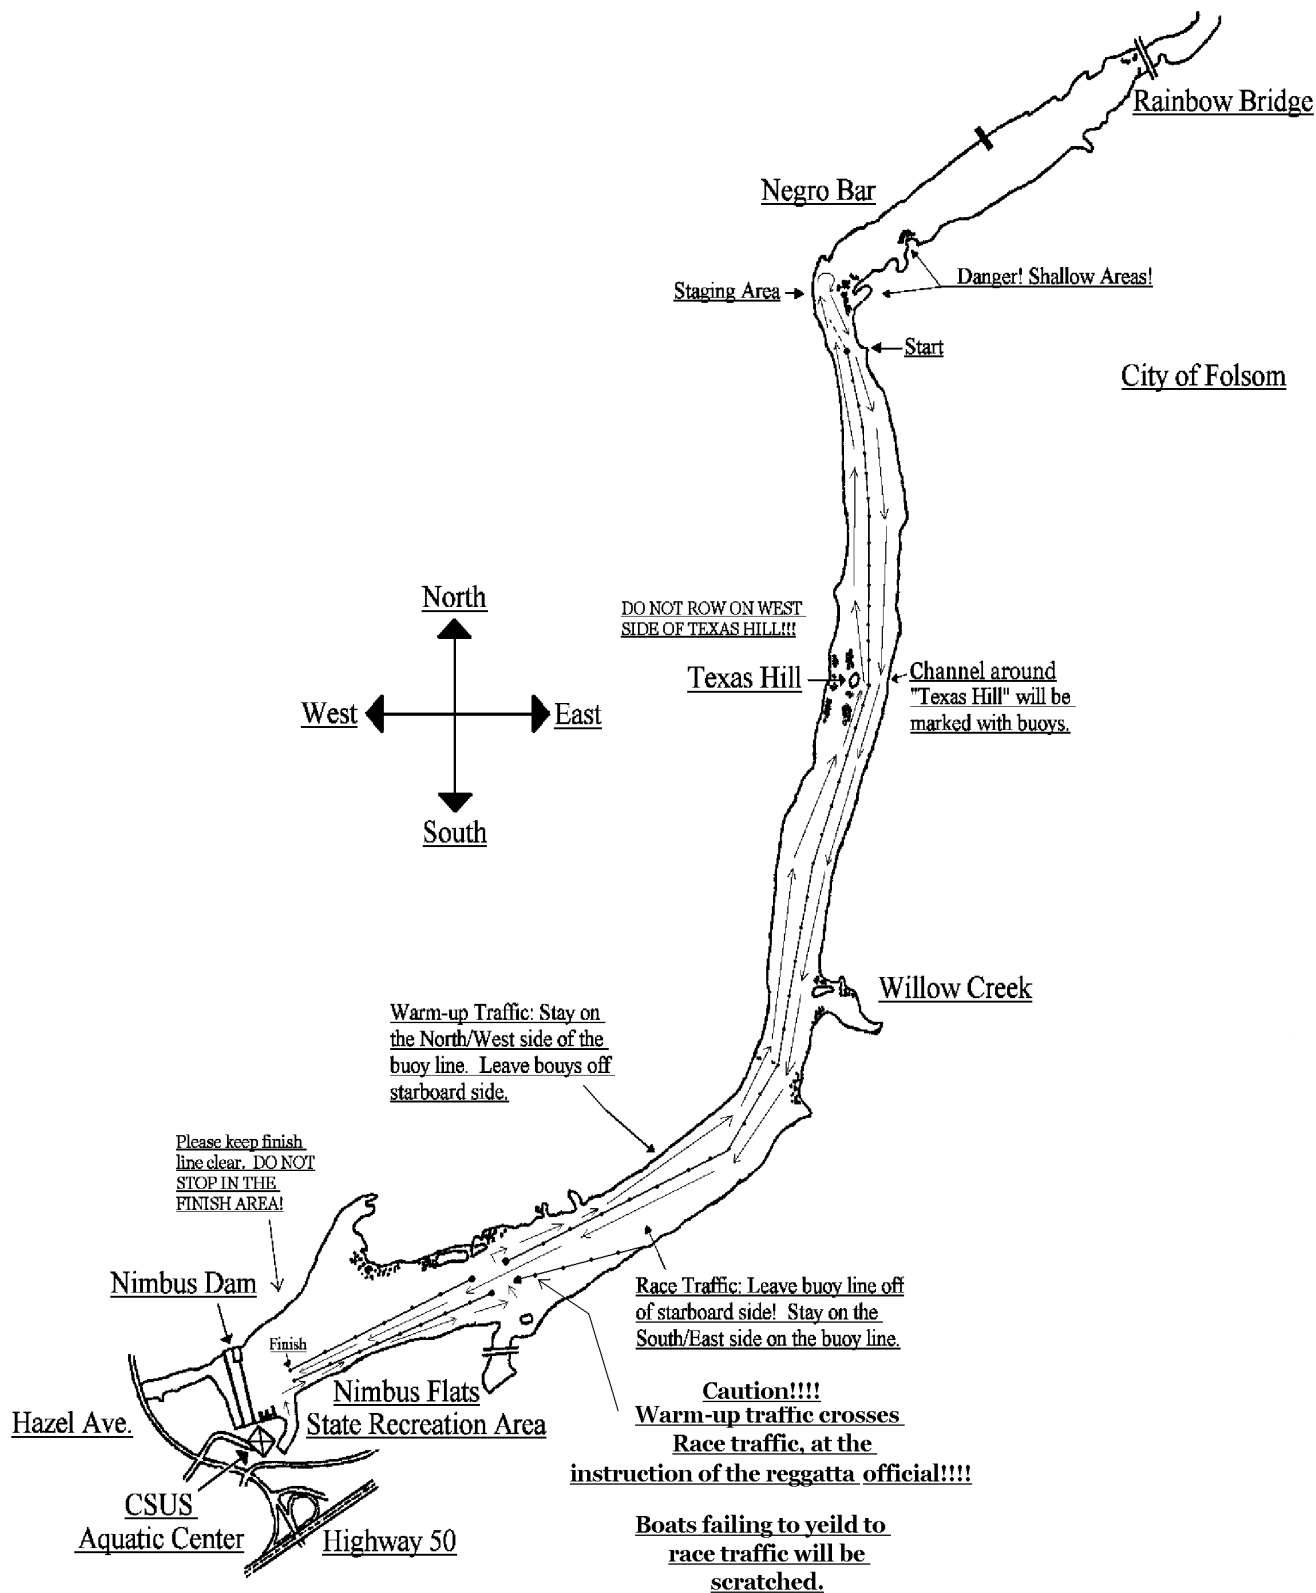 Rainbow Bridge
Negro Bar
Danger! Shallow Areas!
Staging Area
Start
City of Folsom
North
DO NOT ROW ON WEST
SIDE OF TEXAS HILL!!!
Texas Hill
Channel around
"Texas Hill" will be
marked with buoys.
West
East
South
Willow Creek
Warm-up Traffic: Stay on
the North/West side of the
buoy line. Leave bouys off
starboard side.
Please keep finish
line clear. DO NOT
STOP IN THE
FINISH AREA!
Nimbus Dam
Race Traffic: Leave buoy line off
of starboard side! Stay on the
South/East side on the buoy line.
Finish
Nimbus Flats
State Recreation Area
Hazel Ave.
Caution!!!!
Warm-up traffic crosses
Race traffic, at the
instruction of the reggatta official!!!!
CSUS
Aquatic Center
Highway 50
Boats failing to yeild to
race traffic will be
scratched.